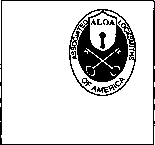 ASSOCIATED LOCKSMITHS
ALOA
OF AMERICA